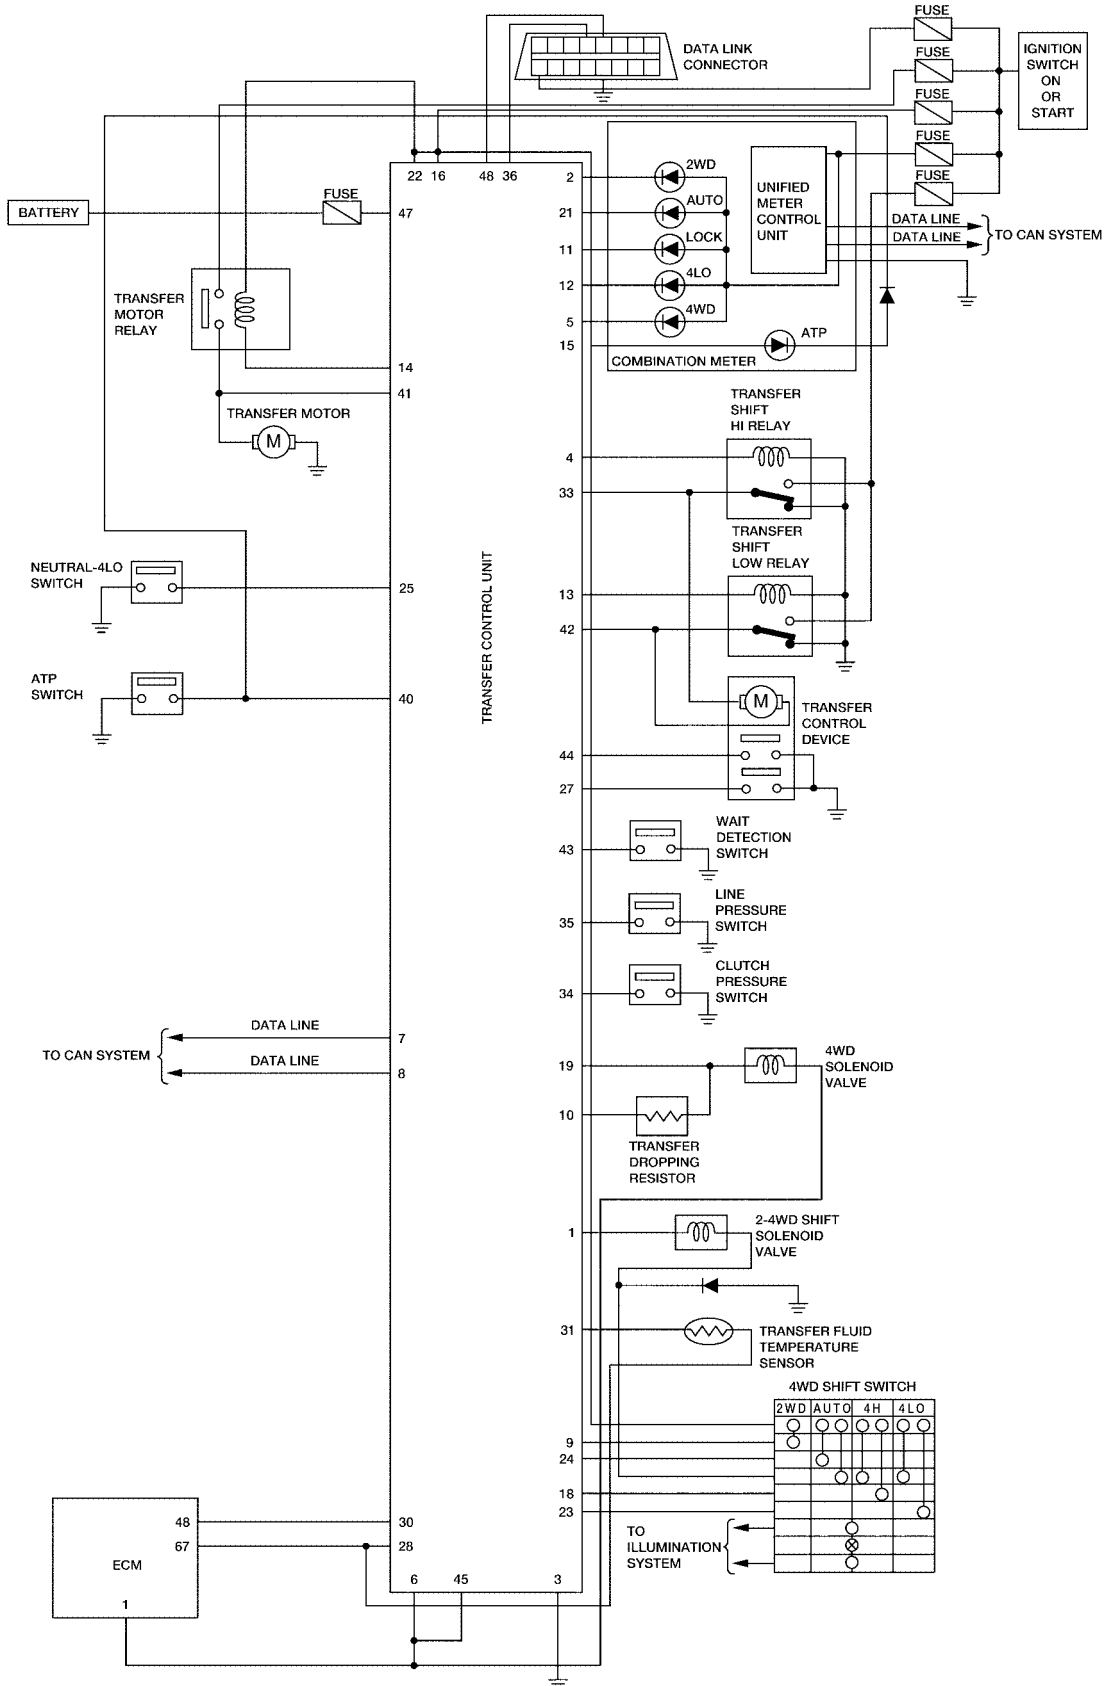 FUSE
DATA LINK
CONNECTOR
FUSE
IGNITION
SWITCH
ON
OR
START
FUSE
FUSE
FUSE
22 16 48 36
BATTERY
FUSE
47
2
21
11
12
5
15
2WD
AUTO
LOCK
4LO
4WD
ATP
COMBINATION METER
UNIFIED
METER
CONTROL
UNIT
DATA LINE
DATA LINE
TO CAN SYSTEM
TRANSFER
MOTOR
RELAY
14
41
TRANSFER MOTOR
M
TRANSFER
SHIFT
HI RELAY
4
33
TRANSFER
SHIFT
LOW RELAY
13
42
NEUTRAL-4LO
SWITCH
25
ATP
SWITCH
40
TRANSFER CONTROL UNIT
M
TRANSFER
CONTROL
DEVICE
44
27
WAIT
DETECTION
SWITCH
43
LINE
PRESSURE
SWITCH
35
CLUTCH
PRESSURE
SWITCH
34
TO CAN SYSTEM
DATA LINE
7
DATA LINE
8
19
4WD
SOLENOID
VALVE
10
TRANSFER
DROPPING
RESISTOR
1
2-4WD SHIFT
SOLENOID
VALVE
31
TRANSFER FLUID
TEMPERATURE
SENSOR
4WD SHIFT SWITCH
2WD AUTO 4H 4LO
9
24
18
23
TO
ILLUMINATION
SYSTEM
48
67
ECM
1
30
28
6 45 3